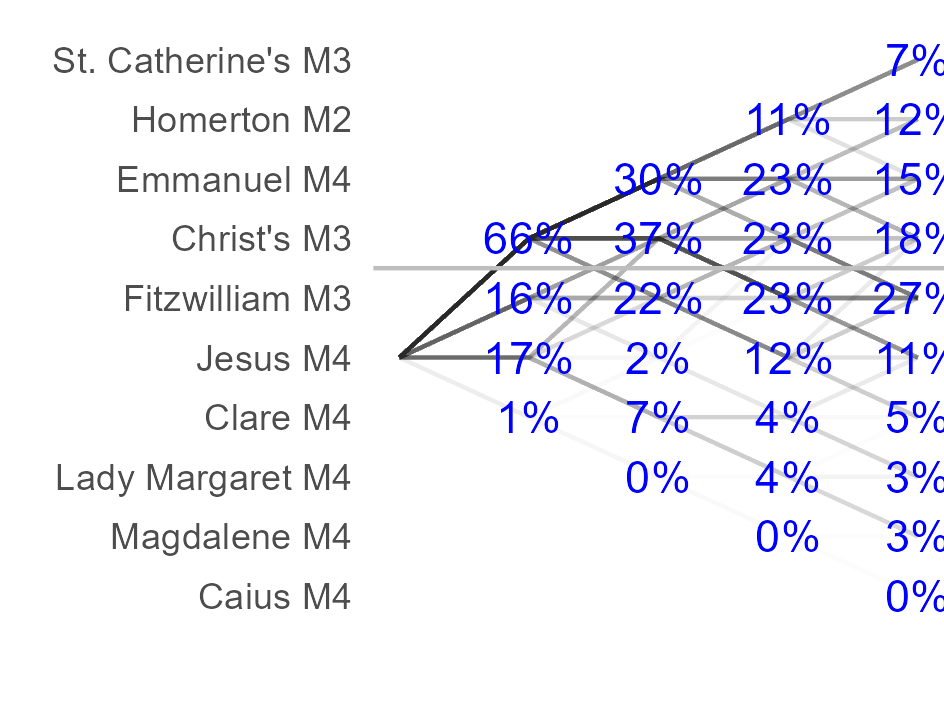 St. Catherine's M3 7%
Homerton M2 11% 12%
Emmanuel M4 30% 23% 15%
Christ's M3 66% 37% 23% 18%
Fitzwilliam M3 16% 22% 23% 27%
Jesus M4 17% 2% 12% 11%
Clare M4 1% 7% 4% 5%
Lady Margaret M4 0% 4% 3%
Magdalene M4 0% 3%
Caius M4 0%